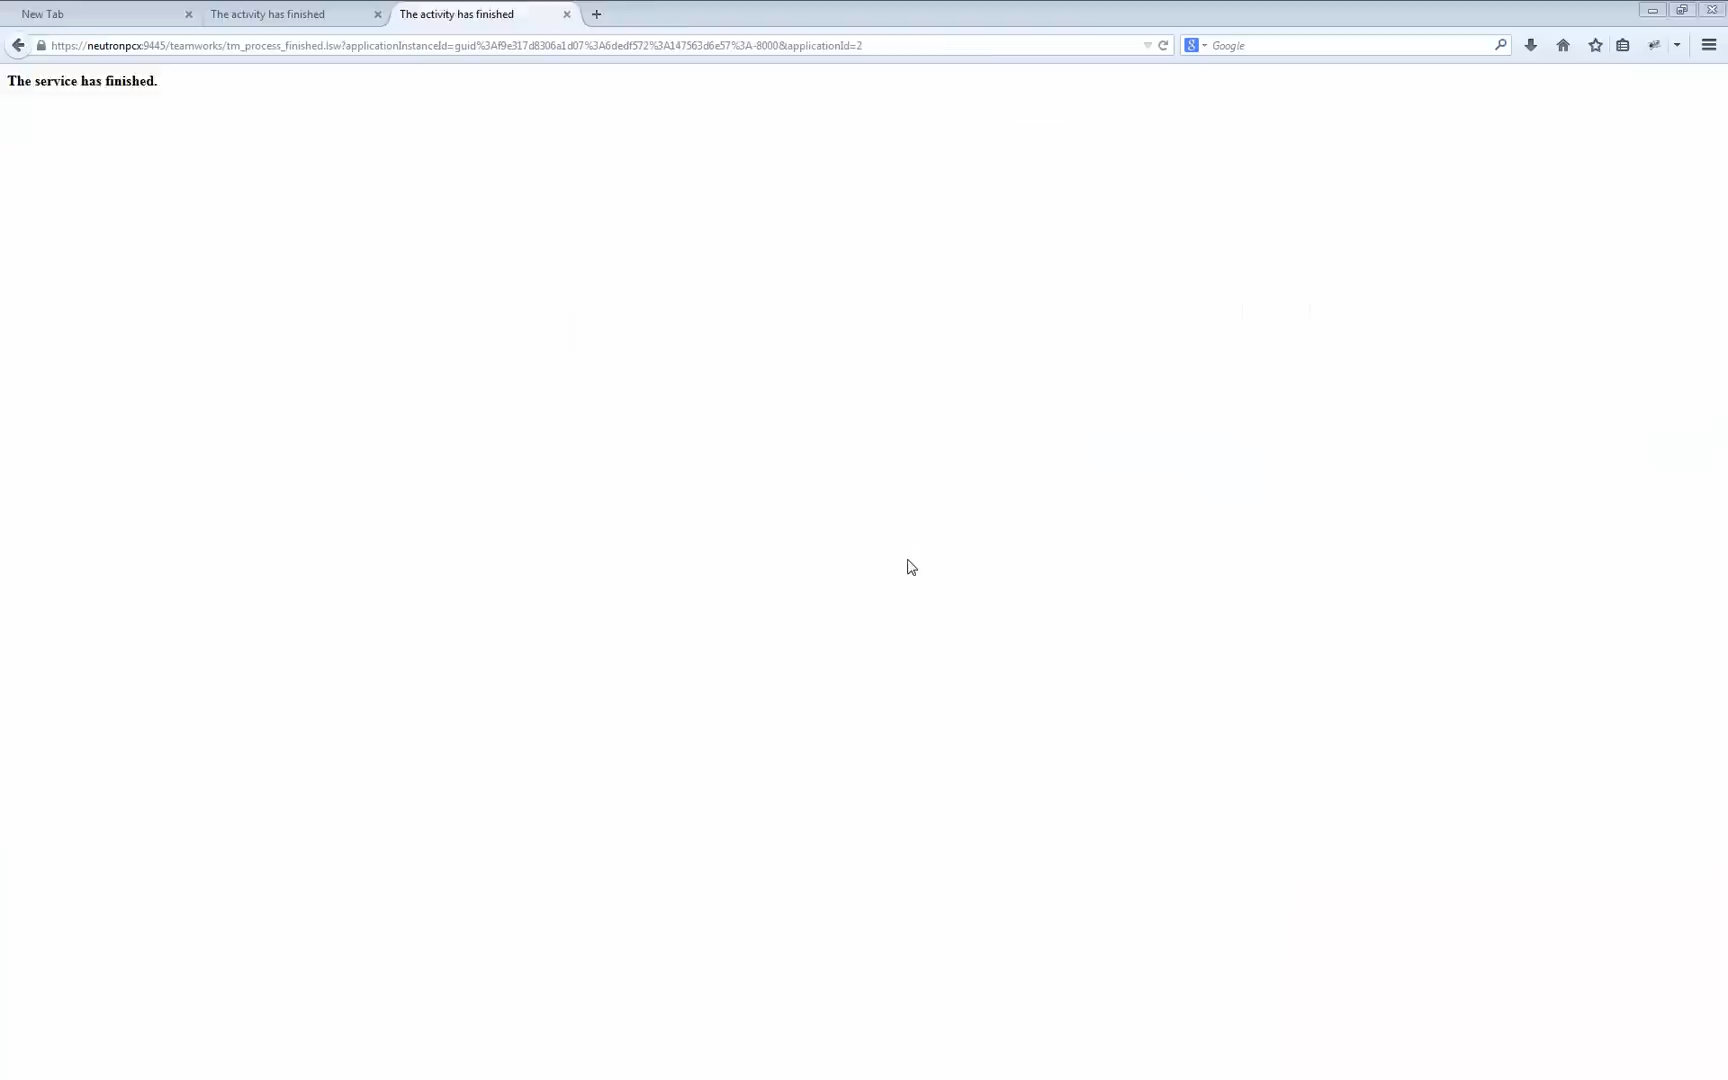 New Tab
The activity has finished
The activity has finished
https://neutronpcx:9445/teamworks/tm_process_finished.lsw?applicationInstanceId=guid%3Af9e317d8306a1d07%3A6dedf572%3A147563d6e57%3A-8000&applicationId=2
Google
The service has finished.